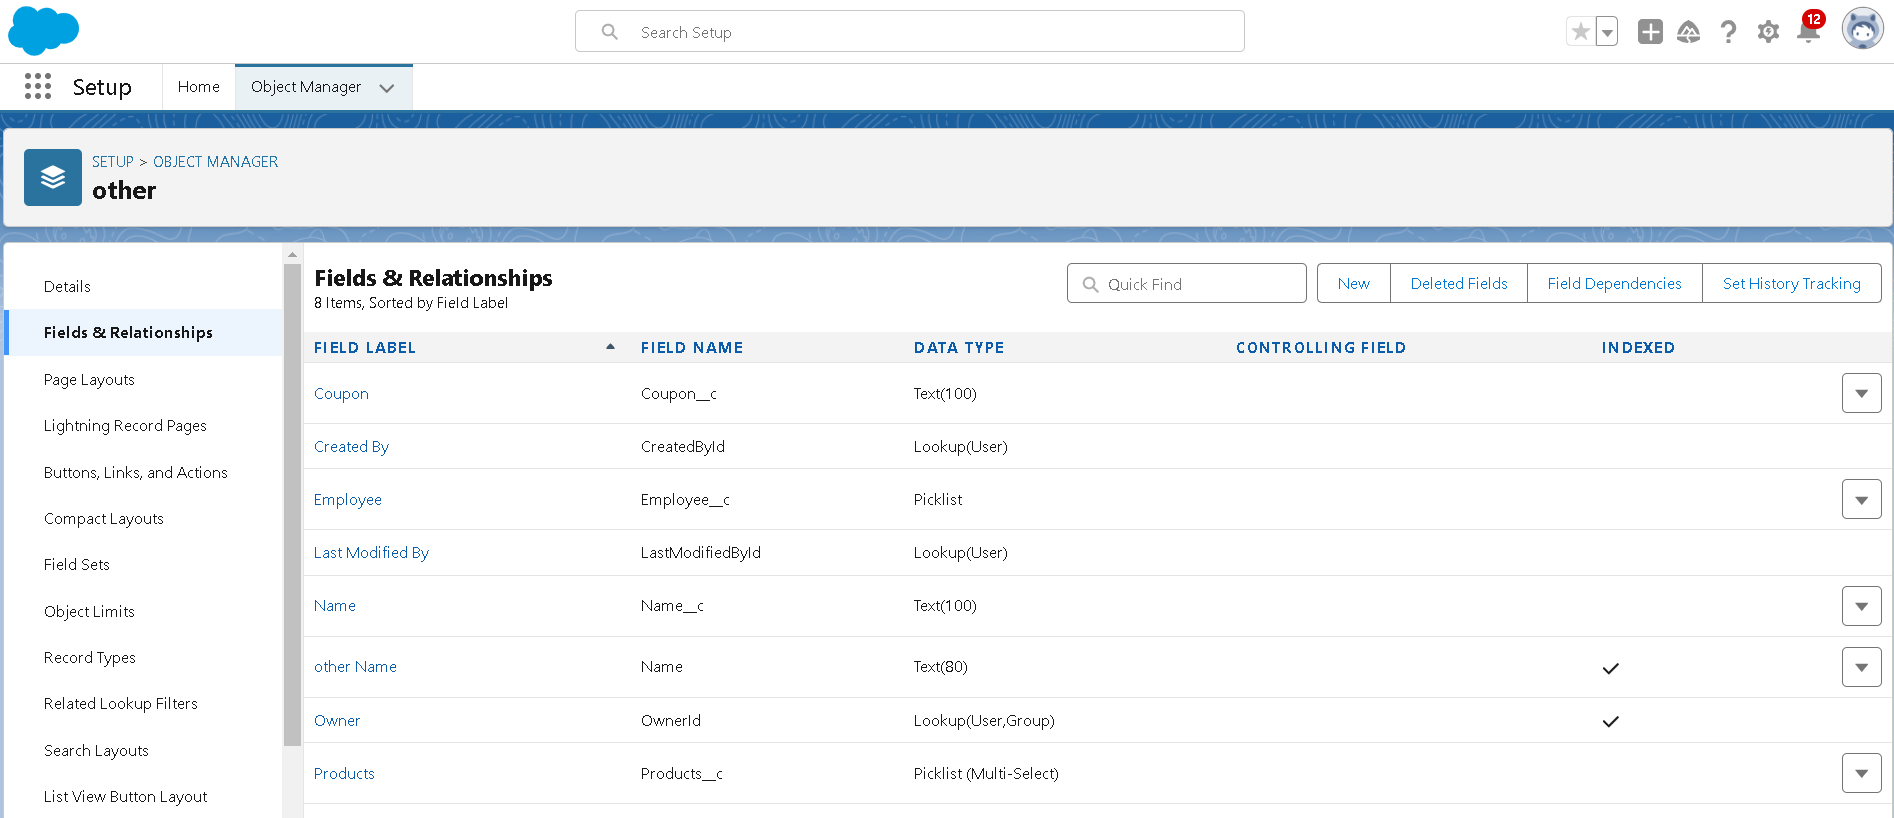 Search Setup
12
Setup
Home
Object Manager
SETUP > OBJECT MANAGER
other
Details
Fields & Relationships
Page Layouts
Lightning Record Pages
Buttons, Links, and Actions
Compact Layouts
Field Sets
Object Limits
Record Types
Related Lookup Filters
Search Layouts
List View Button Layout
Fields & Relationships
8 Items, Sorted by Field Label
Quick Find
New
Deleted Fields
Field Dependencies
Set History Tracking
FIELD LABEL FIELD NAME DATA TYPE CONTROLLING FIELD INDEXED
Coupon Coupon__c Text(100)
Created By CreatedById Lookup(User)
Employee Employee__c Picklist
Last Modified By LastModifiedById Lookup(User)
Name Name__c Text(100)
other Name Name Text(80)
Owner OwnerId Lookup(User,Group)
Products Products__c Picklist (Multi-Select)